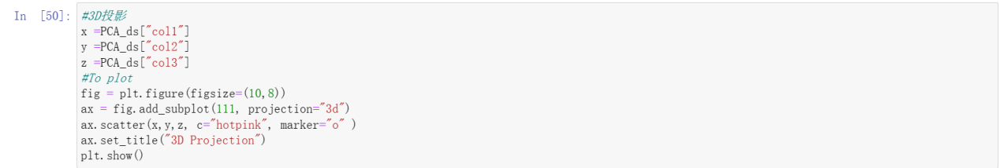 In [50]: #3D投影
x =PCA_ds["col1"]
y =PCA_ds["col2"]
z =PCA_ds["col3"]
#To plot
fig = plt.figure(figsize=(10,8))
ax = fig.add_subplot(111, projection="3d")
ax.scatter(x,y,z, c="hotpink", marker="o" )
ax.set_title("3D Projection")
plt.show()